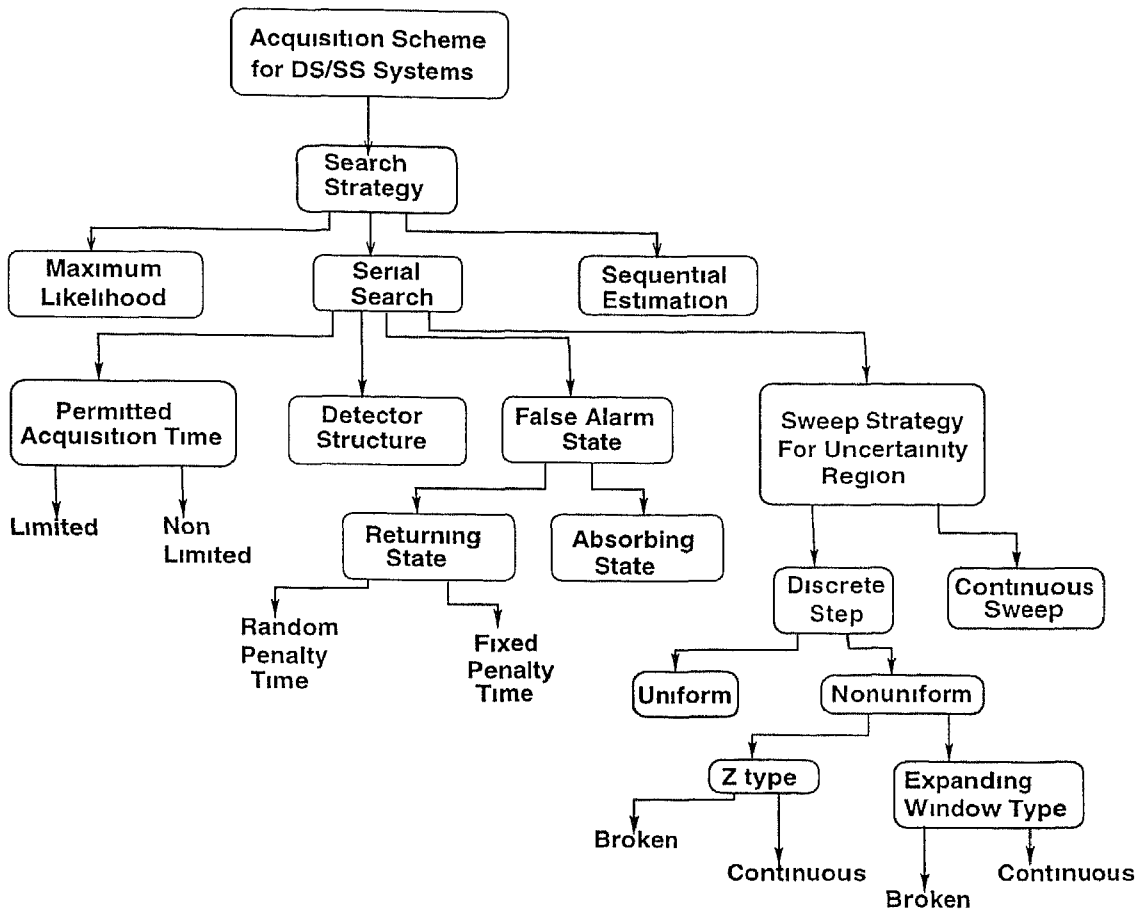 Acquisition Scheme
for DS/SS Systems
Search
Strategy
Maximum
Likelihood
Serial
Search
Sequential
Estimation
Permitted
Acquisition Time
Detector
Structure
False Alarm
State
Sweep Strategy
For Uncertainity
Region
Limited
Non
Limited
Returning
State
Absorbing
State
Discrete
Step
Continuous
Sweep
Random
Penalty
Time
Fixed
Penalty
Time
Uniform
Nonuniform
Z type
Expanding
Window Type
Broken
Continuous
Broken
Continuous